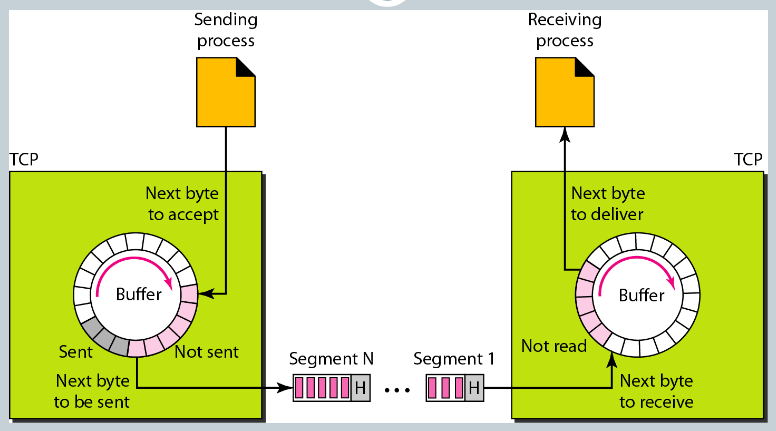 Sending
process
Receiving
process
TCP
TCP
Next byte
to accept
Next byte
to deliver
Buffer
Buffer
Sent
Not sent
Not read
Segment N
Segment 1
H
...
H
Next byte
to be sent
Next byte
to receive